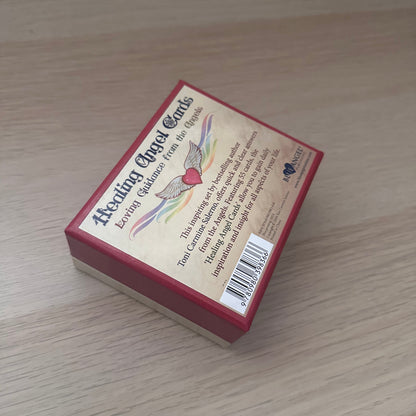 Healing Angel Cards
Loving Guidance from the Angels
This inspiring set by bestselling author
Toni Carmine Salerno, offers quick and clear answers
from the Angels. Featuring 55 cards, the
'Healing Angel Cards' allow you to gain daily
inspiration and insight for all aspects of your life.
BLUE ANGEL